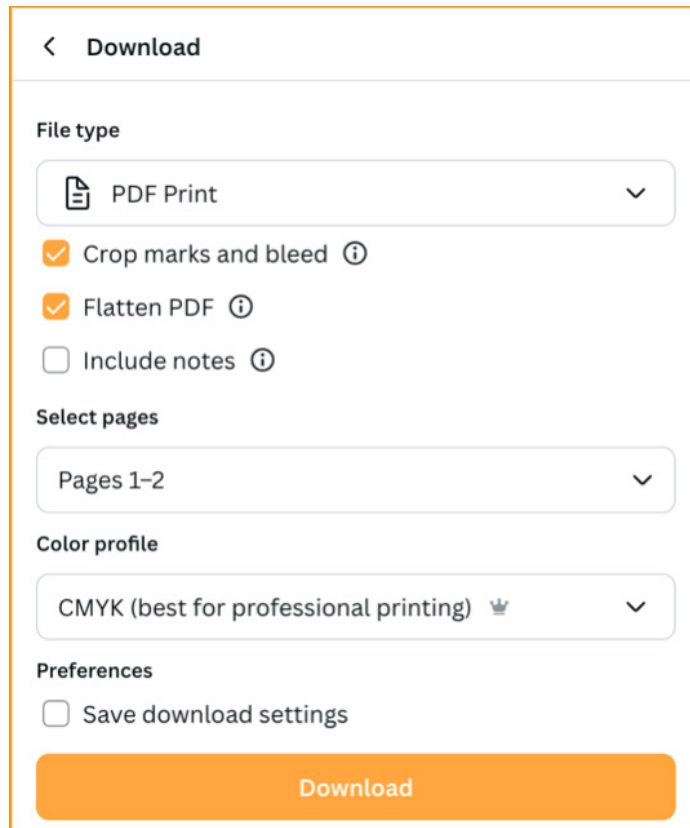 Download
File type
PDF Print
Crop marks and bleed
Flatten PDF
Include notes
Select pages
Pages 1–2
Color profile
CMYK (best for professional printing)
Preferences
Save download settings
Download